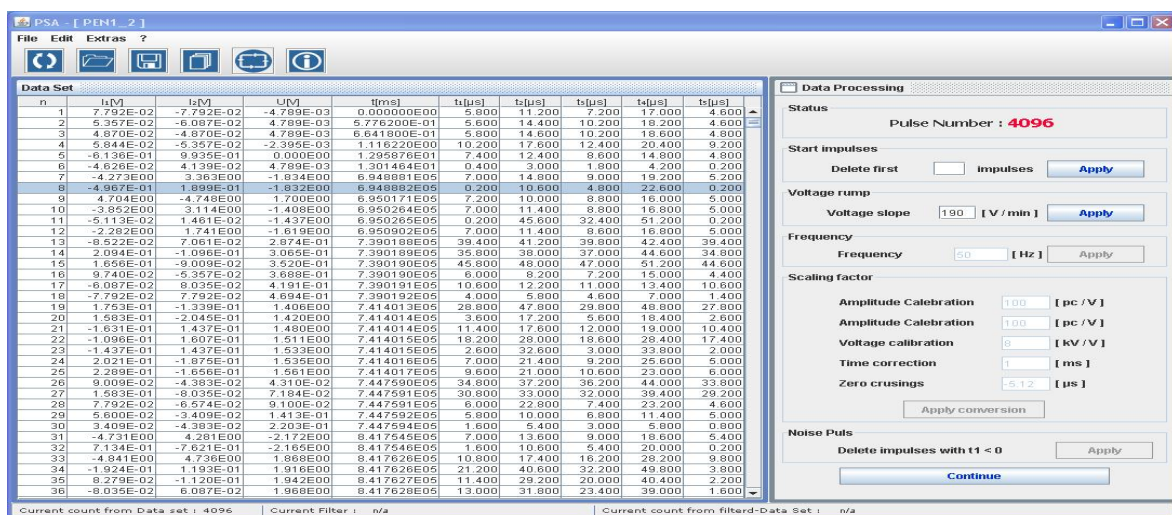 PSA - [ PEN1_2 ]
File Edit Extras ?
Data Set
n I₁[V] I₂[V] U[V] t[ms] t₁[µs] t₂[µs] t₃[µs] t₄[µs] t₅[µs]
1 7.792E-02 -7.792E-02 -4.789E-03 0.000000E00 5.800 11.200 7.200 17.000 4.600
2 5.357E-02 -6.087E-02 4.789E-03 5.776200E-01 5.600 14.400 10.200 18.200 4.600
3 4.870E-02 -4.870E-02 4.789E-03 6.641800E-01 5.800 14.600 10.200 18.600 4.800
4 5.844E-02 -5.357E-02 -2.395E-03 1.116220E00 10.200 17.600 12.400 20.400 9.200
5 -6.136E-01 9.935E-01 0.000E00 1.295876E01 7.400 12.400 8.600 14.800 4.800
6 -4.626E-02 4.139E-02 4.789E-03 1.301464E01 0.400 3.000 1.800 4.200 0.200
7 -4.273E00 3.363E00 -1.834E00 6.948881E05 7.000 14.800 9.000 19.200 5.200
8 -4.967E-01 1.899E-01 -1.832E00 6.948882E05 0.200 10.600 4.800 22.600 0.200
9 4.704E00 -4.748E00 1.700E00 6.950171E05 7.200 10.000 8.800 16.000 5.000
10 -3.852E00 3.114E00 -1.408E00 6.950264E05 7.000 11.400 8.800 16.800 5.000
11 -5.113E-02 1.461E-02 -1.437E00 6.950265E05 0.200 45.600 32.400 51.200 0.200
12 -2.282E00 1.741E00 -1.619E00 6.950902E05 7.000 11.400 8.600 16.800 5.000
13 -8.522E-02 7.061E-02 2.874E-01 7.390188E05 39.400 41.200 39.800 42.400 39.400
14 2.094E-01 -1.096E-01 3.065E-01 7.390189E05 35.800 38.000 37.000 44.600 34.800
15 1.656E-01 -9.009E-02 3.520E-01 7.390190E05 45.800 48.000 47.000 51.200 44.600
16 9.740E-02 -5.357E-02 3.688E-01 7.390190E05 6.000 8.200 7.200 15.000 4.400
17 -6.087E-02 8.035E-02 4.191E-01 7.390191E05 10.600 12.200 11.000 13.400 10.600
18 -7.792E-02 7.792E-02 4.694E-01 7.390192E05 4.000 5.800 4.600 7.000 1.400
19 1.753E-01 -1.339E-01 1.406E00 7.414013E05 28.800 47.800 29.800 48.000 27.800
20 1.583E-01 -2.045E-01 1.420E00 7.414014E05 3.600 17.200 5.600 18.400 2.600
21 -1.631E-01 1.437E-01 1.480E00 7.414014E05 11.400 17.600 12.000 19.000 10.400
22 -1.096E-01 1.607E-01 1.511E00 7.414015E05 18.200 28.000 18.600 28.400 17.400
23 -1.437E-01 1.437E-01 1.533E00 7.414015E05 2.600 32.600 3.000 33.800 2.000
24 2.021E-01 -1.875E-01 1.535E00 7.414016E05 7.000 21.400 9.200 25.600 5.000
25 2.289E-01 -1.656E-01 1.561E00 7.414017E05 9.600 21.000 10.600 23.000 6.000
26 9.009E-02 -4.383E-02 4.310E-02 7.447590E05 34.800 37.200 36.200 44.000 33.800
27 1.583E-01 -8.035E-02 7.184E-02 7.447591E05 30.800 33.000 32.000 39.400 29.200
28 7.792E-02 -6.574E-02 9.100E-02 7.447591E05 6.000 22.800 7.400 23.200 4.600
29 5.600E-02 -3.409E-02 1.413E-01 7.447592E05 5.800 10.000 6.800 11.400 5.000
30 3.409E-02 -4.383E-02 2.203E-01 7.447594E05 1.600 5.400 3.000 5.800 0.800
31 -4.731E00 4.281E00 -2.172E00 8.417545E05 7.000 13.600 9.000 18.600 5.400
32 7.134E-01 -7.621E-01 -2.165E00 8.417546E05 1.600 10.600 5.400 20.000 0.200
33 -4.841E00 4.736E00 1.868E00 8.417626E05 10.800 17.400 16.200 28.200 9.800
34 -1.924E-01 1.193E-01 1.916E00 8.417626E05 21.200 40.600 32.200 49.800 3.800
35 8.279E-02 -1.120E-01 1.942E00 8.417627E05 11.400 29.200 20.000 40.400 2.200
36 -8.035E-02 6.087E-02 1.968E00 8.417628E05 13.000 31.800 23.400 39.000 1.600
Data Processing
Status
Pulse Number : 4096
Start impulses
Delete first impulses Apply
Voltage rump
Voltage slope 190 [ V / min ] Apply
Frequency
Frequency 50 [ Hz ] Apply
Scaling factor
Amplitude Calebration 100 [ pc / V ]
Amplitude Calebration 100 [ pc / V ]
Voltage calibration 8 [ kV / V ]
Time correction 1 [ ms ]
Zero crusings -5.12 [ µs ]
Apply conversion
Noise Puls
Delete impulses with t1 < 0 Apply
Continue
Current count from Data set : 4096 Current Filter : n/a Current count from filterd-Data Set : n/a